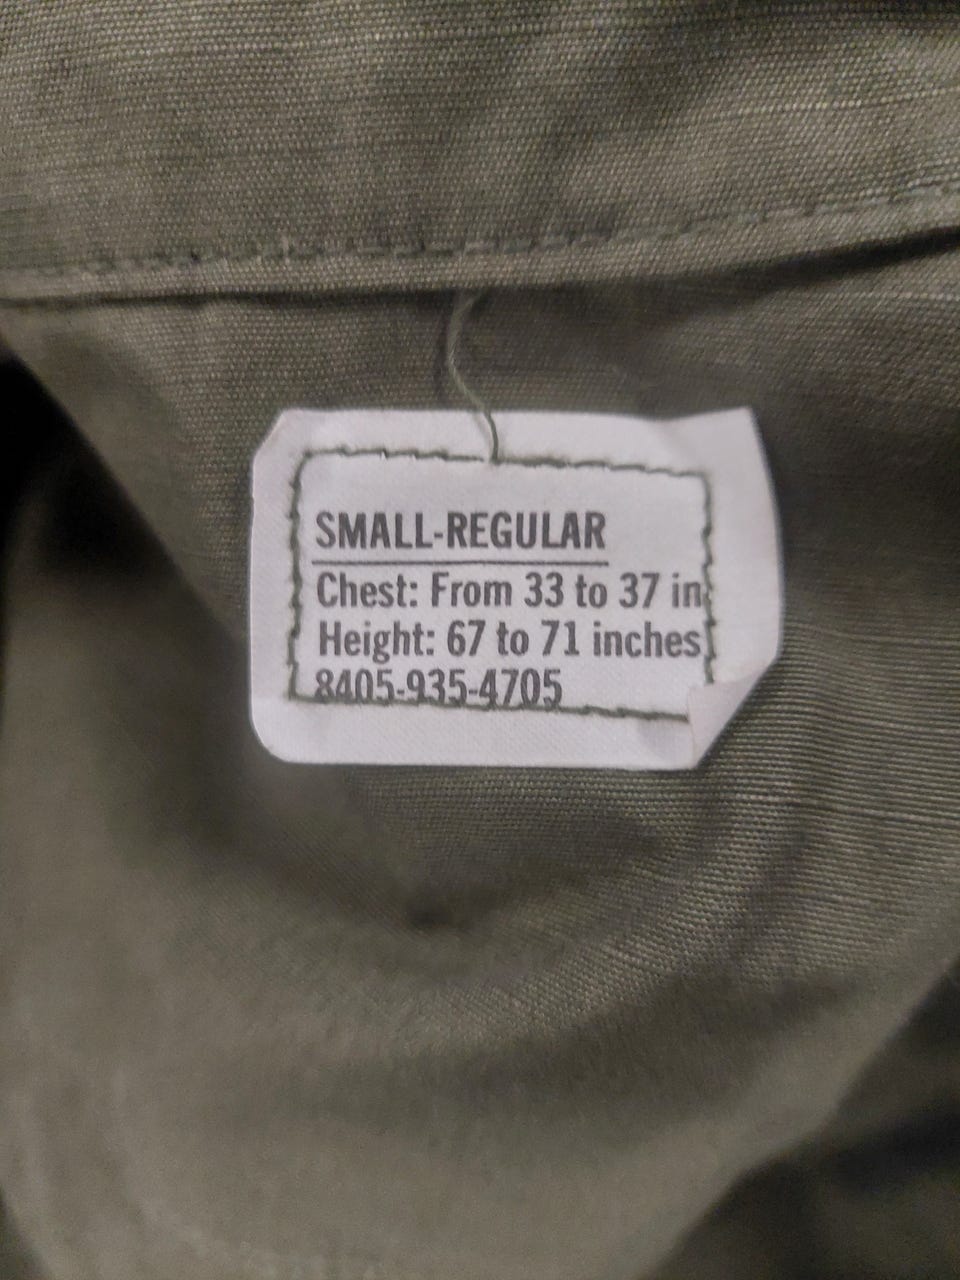 SMALL-REGULAR
Chest: From 33 to 37 in
Height: 67 to 71 inches
8405-935-4705